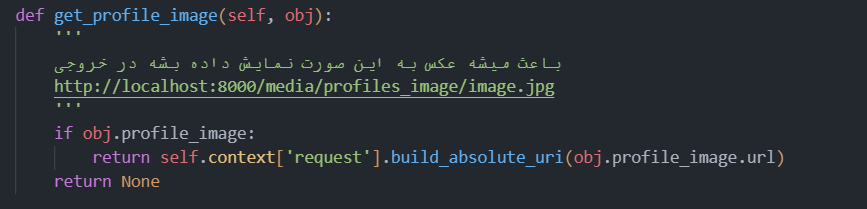 def get_profile_image(self, obj):
'''
باعث میشه عکس به این صورت نمایش داده بشه در خروجی
http://localhost:8000/media/profiles_image/image.jpg
'''
if obj.profile_image:
return self.context['request'].build_absolute_uri(obj.profile_image.url)
return None